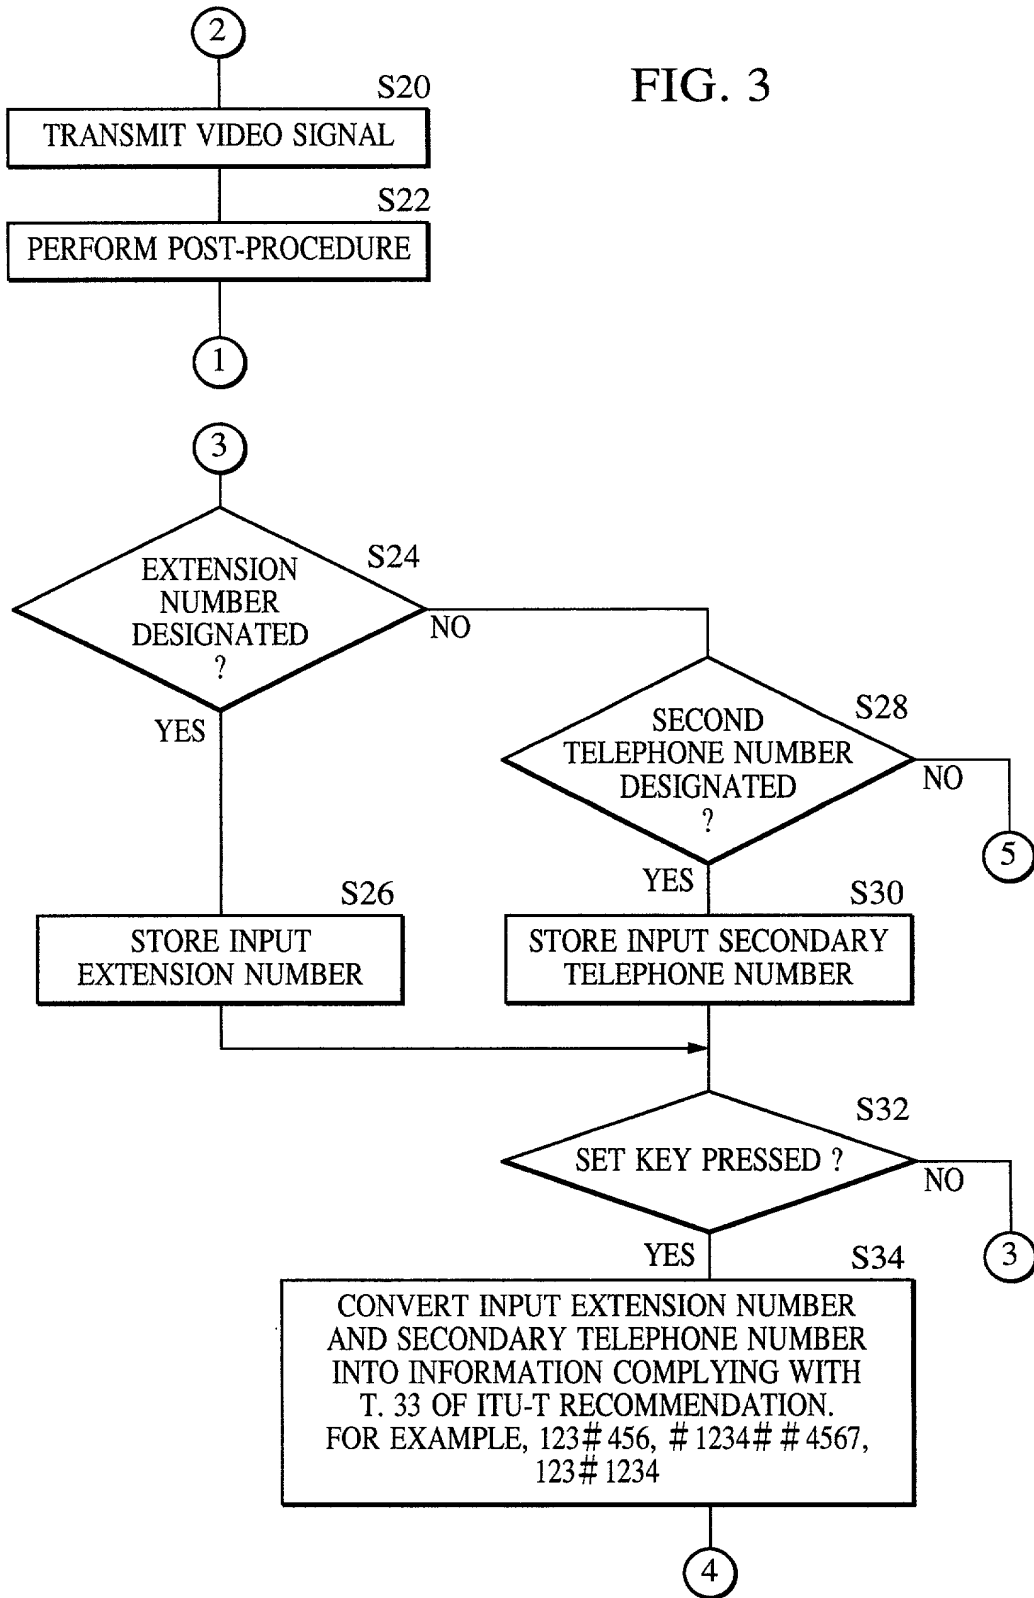 2
FIG. 3
S20
TRANSMIT VIDEO SIGNAL
S22
PERFORM POST-PROCEDURE
1
3
S24
EXTENSION
NUMBER
DESIGNATED
?
NO
YES
S28
SECOND
TELEPHONE NUMBER
DESIGNATED
?
NO
5
YES
S26
STORE INPUT
EXTENSION NUMBER
S30
STORE INPUT SECONDARY
TELEPHONE NUMBER
S32
SET KEY PRESSED ?
NO
3
YES
S34
CONVERT INPUT EXTENSION NUMBER
AND SECONDARY TELEPHONE NUMBER
INTO INFORMATION COMPLYING WITH
T. 33 OF ITU-T RECOMMENDATION.
FOR EXAMPLE, 123# 456, # 1234# # 4567,
123# 1234
4